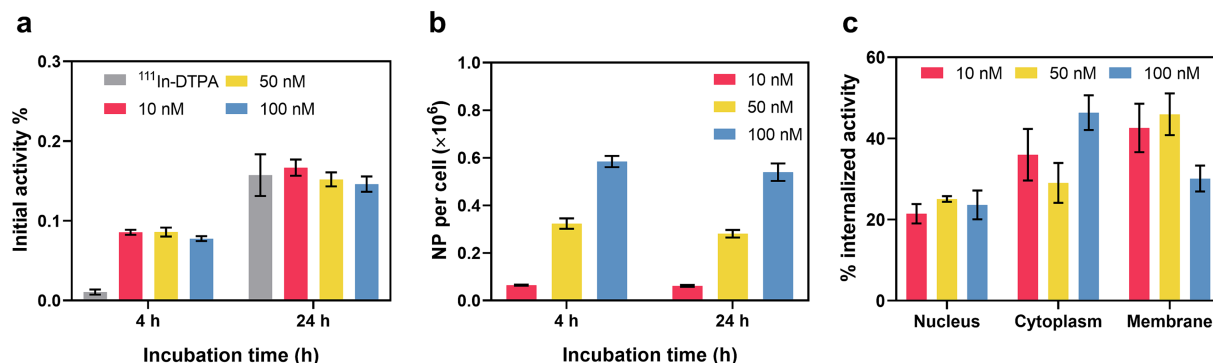 a
Initial activity %
0.3
0.2
0.1
0.0
¹¹¹In-DTPA
50 nM
10 nM
100 nM
4 h
24 h
Incubation time (h)
b
NP per cell (×10⁶)
1.0
0.8
0.6
0.4
0.2
0.0
10 nM
50 nM
100 nM
4 h
24 h
Incubation time (h)
c
% internalized activity
60
40
20
0
10 nM
50 nM
100 nM
Nucleus
Cytoplasm
Membrane